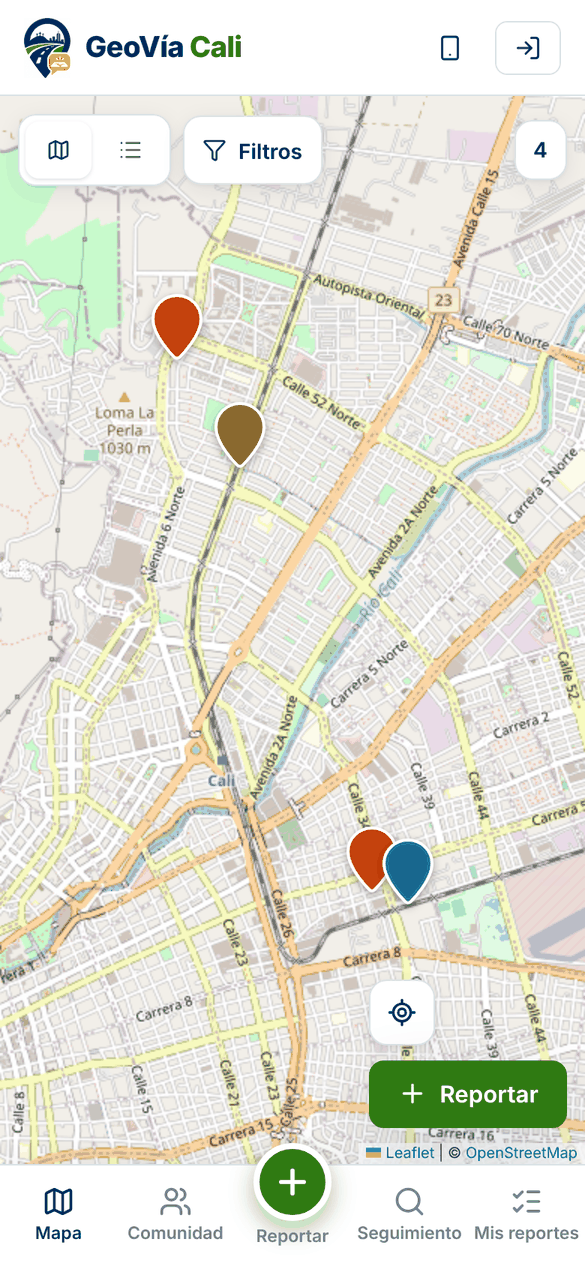 GeoVía Cali
Filtros
4
Avenida Calle 15
Autopista Oriental
23
Calle 70 Norte
Calle 52 Norte
Loma La
Perla
1030 m
Avenida 6 Norte
Avenida 2A Norte
Carrera 5 Norte
Río Cali
Carrera 5 Norte
Calle 52
Avenida 2A Norte
Carrera 2
Cali
Calle 39
Calle 44
Calle 34
Carrera 5
Calle 26
Calle 23
Carrera 8
Carrera 8
Calle 44
Calle 39
Calle 8
Calle 15
Calle 21
Calle 23
Calle 25
Reportar
Carrera 15
Carrera 16
Leaflet | © OpenStreetMap
Mapa
Comunidad
Reportar
Seguimiento
Mis reportes